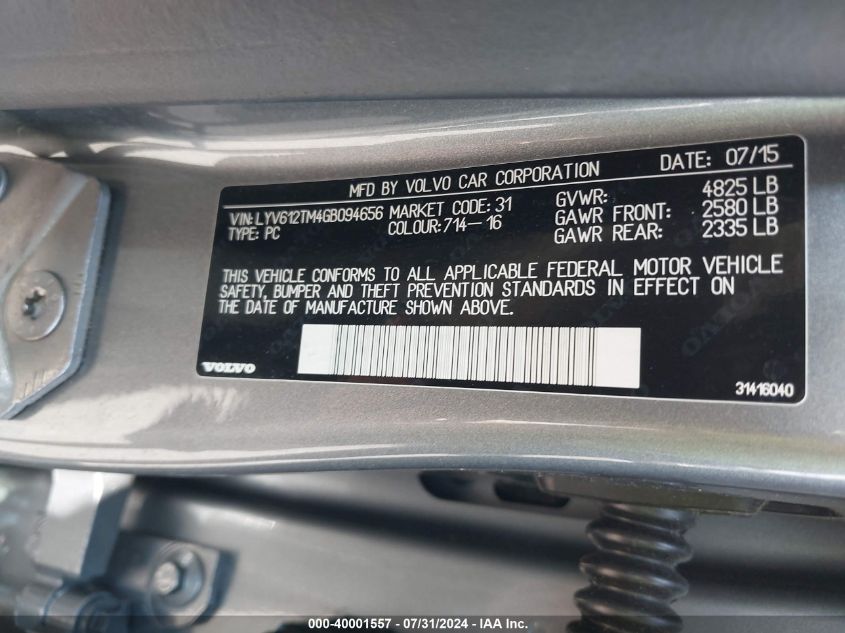 MFD BY VOLVO CAR CORPORATION DATE: 07/15
VIN: LYV612TM4GB094656 MARKET CODE: 31 GVWR: 4825 LB
TYPE: PC COLOUR: 714-16 GAWR FRONT: 2580 LB
GAWR REAR: 2335 LB
THIS VEHICLE CONFORMS TO ALL APPLICABLE FEDERAL MOTOR VEHICLE
SAFETY, BUMPER AND THEFT PREVENTION STANDARDS IN EFFECT ON
THE DATE OF MANUFACTURE SHOWN ABOVE.
VOLVO 31416040
000-40001557 - 07/31/2024 - IAA Inc.